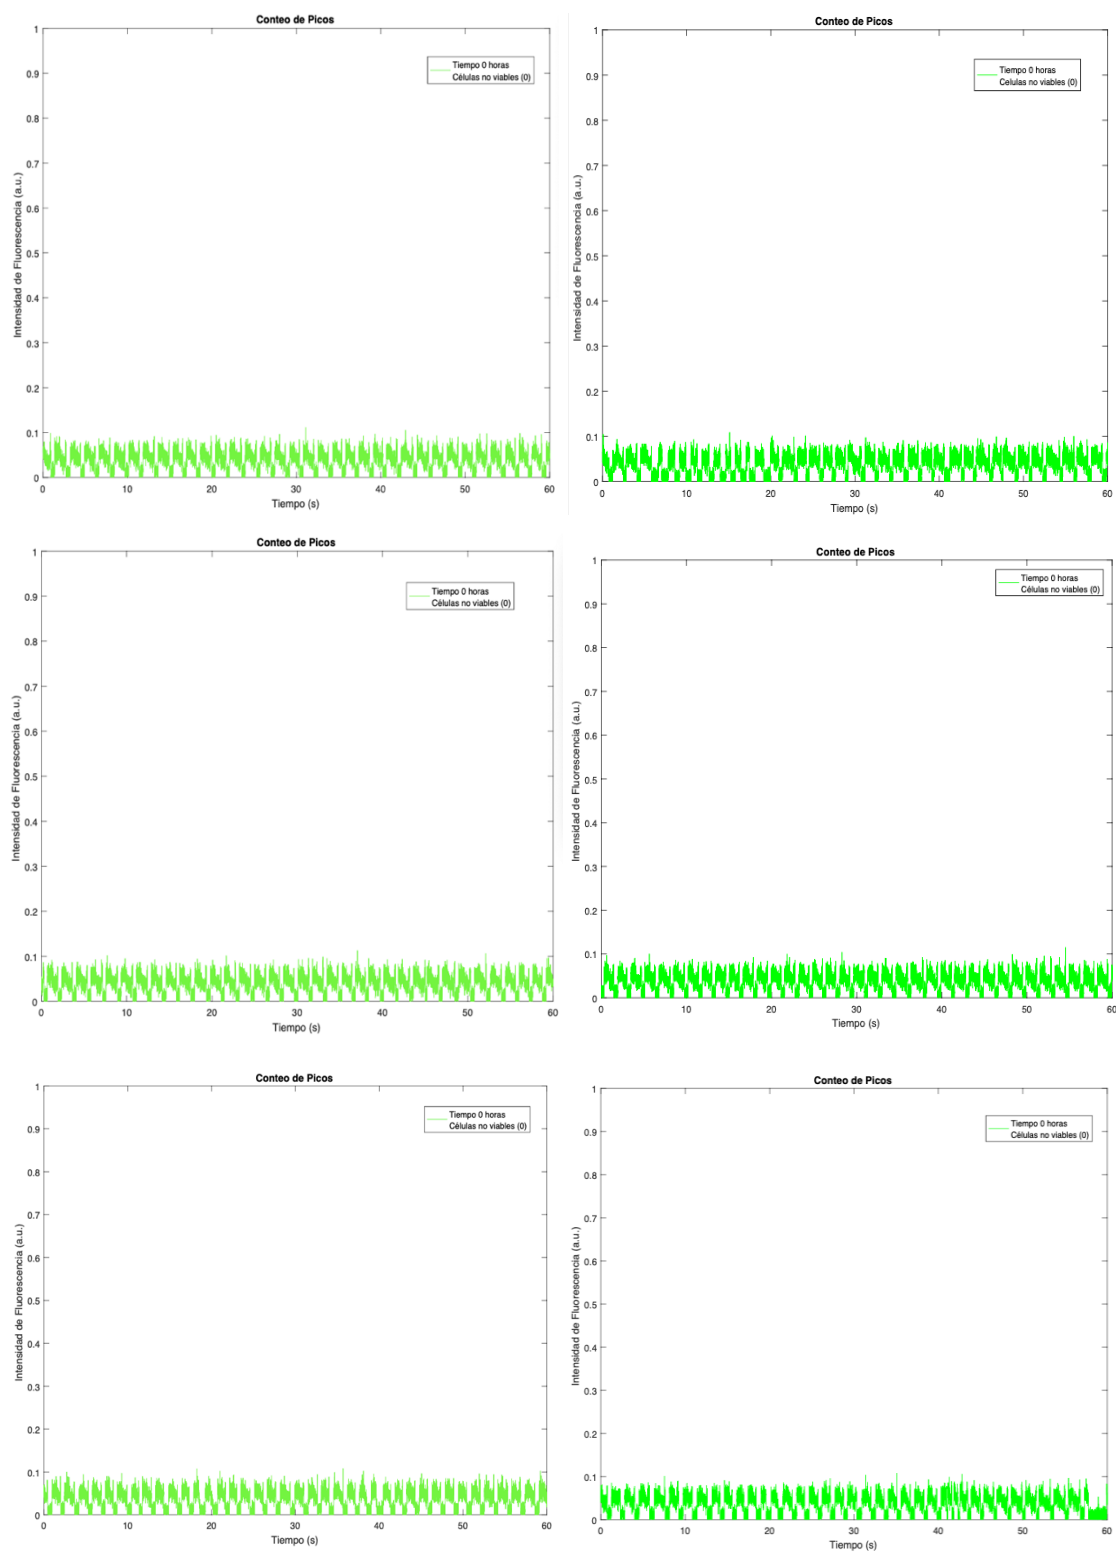 Conteo de Picos
1
0.9
0.8
0.7
0.6
0.5
0.4
0.3
0.2
0.1
0
Intensidad de Fluorescencia (a.u.)
Tiempo 0 horas
Células no viables (0)
0 10 20 30 40 50 60
Tiempo (s)
Conteo de Picos
1
0.9
0.8
0.7
0.6
0.5
0.4
0.3
0.2
0.1
0
Intensidad de Fluorescencia (a.u.)
Tiempo 0 horas
Celulas no viables (0)
0 10 20 30 40 50 60
Tiempo (s)
Conteo de Picos
1
0.9
0.8
0.7
0.6
0.5
0.4
0.3
0.2
0.1
0
Intensidad de Fluorescencia (a.u.)
Tiempo 0 horas
Células no viables (0)
0 10 20 30 40 50 60
Tiempo (s)
Conteo de Picos
1
0.9
0.8
0.7
0.6
0.5
0.4
0.3
0.2
0.1
0
Intensidad de Fluorescencia (a.u.)
Tiempo 0 horas
Células no viables (0)
0 10 20 30 40 50 60
Tiempo (s)
Conteo de Picos
1
0.9
0.8
0.7
0.6
0.5
0.4
0.3
0.2
0.1
0
Intensidad de Fluorescencia (a.u.)
Tiempo 0 horas
Células no viables (0)
0 10 20 30 40 50 60
Tiempo (s)
Conteo de Picos
1
0.9
0.8
0.7
0.6
0.5
0.4
0.3
0.2
0.1
0
Intensidad de Fluorescencia (a.u.)
Tiempo 0 horas
Células no viables (0)
0 10 20 30 40 50 60
Tiempo (s)